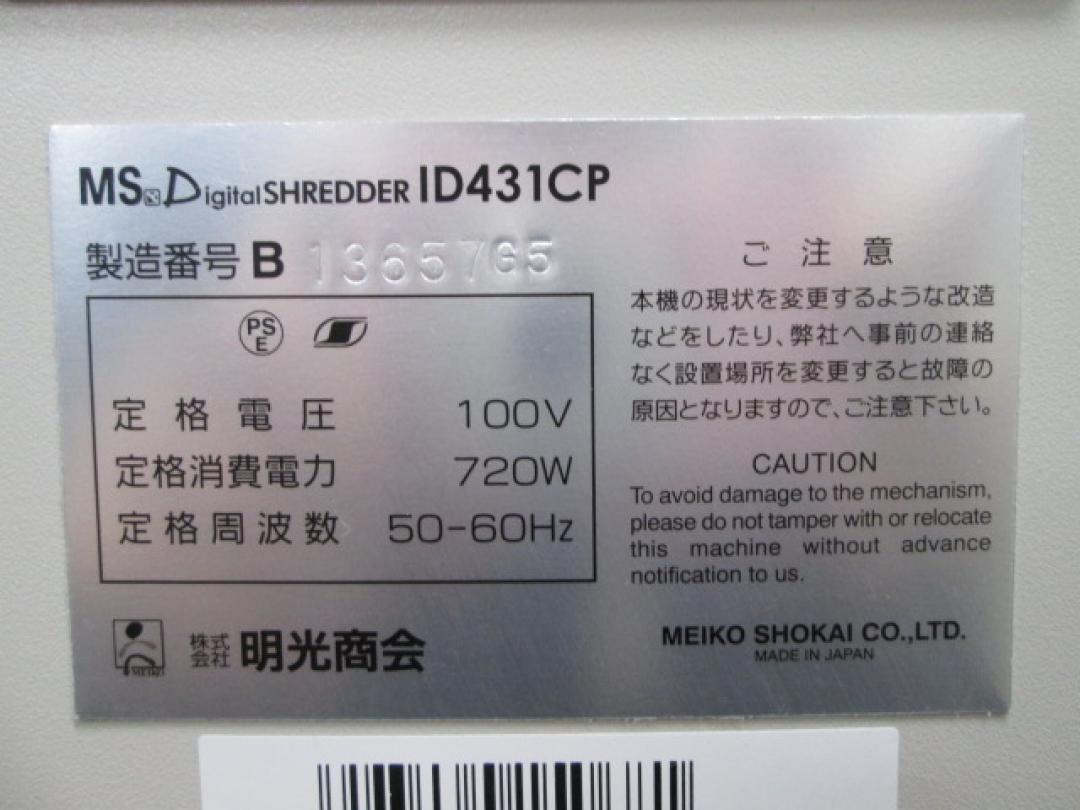 MS Digital SHREDDER ID431CP
製造番号 B 13657G5
PS
E
定格電圧 100V
定格消費電力 720W
定格周波数 50-60Hz
MEIKO
株式会社 明光商会
ご注意
本機の現状を変更するような改造
などをしたり、弊社へ事前の連絡
なく設置場所を変更すると故障の
原因となりますので、ご注意下さい。
CAUTION
To avoid damage to the mechanism,
please do not tamper with or relocate
this machine without advance
notification to us.
MEIKO SHOKAI CO.,LTD.
MADE IN JAPAN